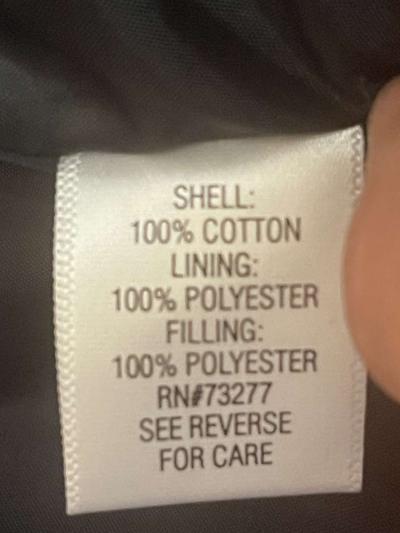 SHELL:
100% COTTON
LINING:
100% POLYESTER
FILLING:
100% POLYESTER
RN#73277
SEE REVERSE
FOR CARE